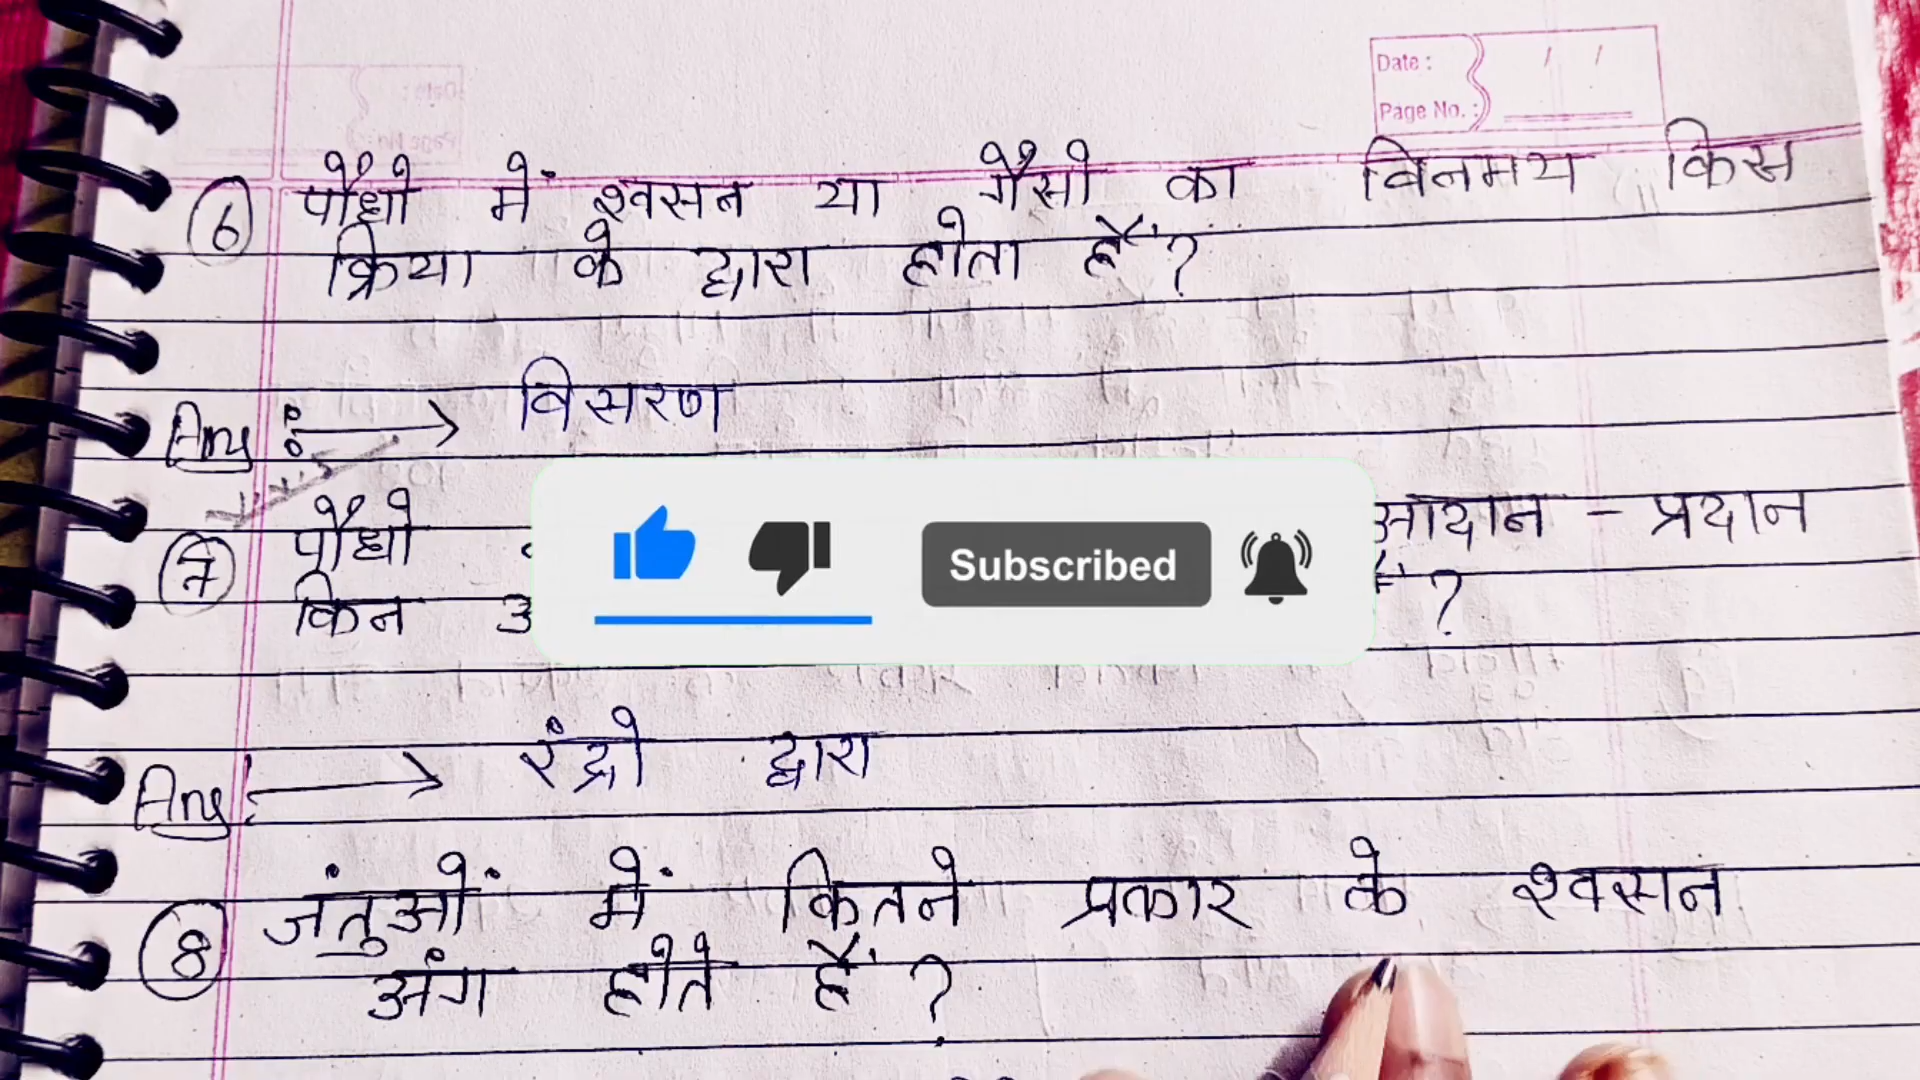 Date : / /
Page No. :
6 पौधो में श्वसन या गैसो का विनमय किस
क्रिया के द्वारा होता हैं ?
Ans : → विसरण
7 पौधो आदान - प्रदान
किन ?
Subscribed
Ans : → रंद्रो द्वारा
8 जंतुओं में कितने प्रकार के श्वसन
अंग होते हैं ?